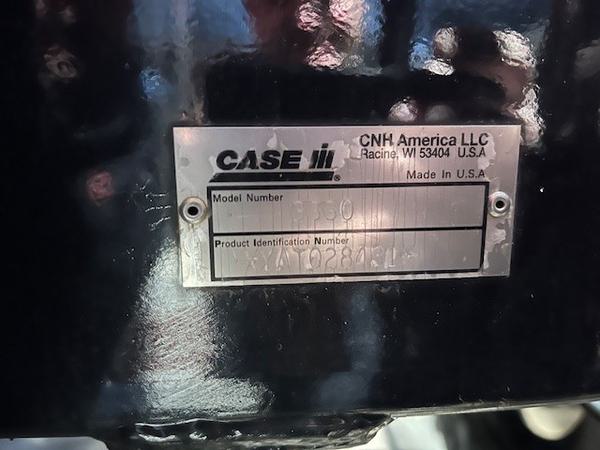 CASE IH
®
CNH America LLC
Racine, WI 53404 U.S.A
Made In U.S.A
Model Number
Product Identification Number